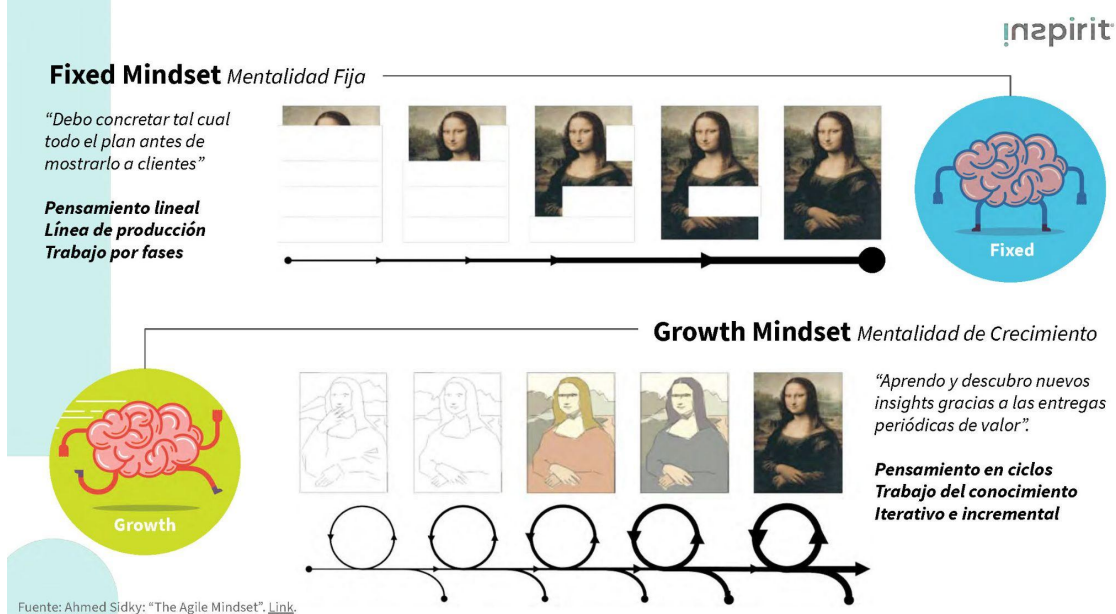 inspirit
Fixed Mindset Mentalidad Fija
“Debo concretar tal cual
todo el plan antes de
mostrarlo a clientes”
Pensamiento lineal
Línea de producción
Trabajo por fases
Fixed
Growth Mindset Mentalidad de Crecimiento
“Aprendo y descubro nuevos
insights gracias a las entregas
periódicas de valor”.
Pensamiento en ciclos
Trabajo del conocimiento
Iterativo e incremental
Growth
Fuente: Ahmed Sidky: “The Agile Mindset”. Link.